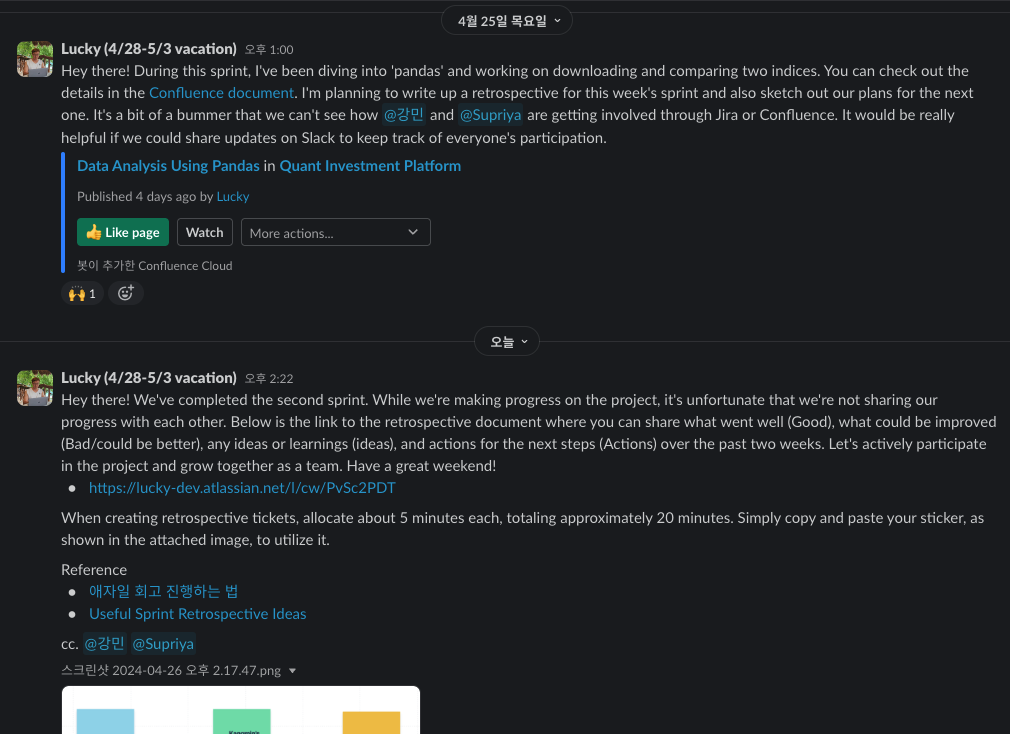 4월 25일 목요일
Lucky (4/28-5/3 vacation) 오후 1:00
Hey there! During this sprint, I've been diving into 'pandas' and working on downloading and comparing two indices. You can check out the
details in the Confluence document. I'm planning to write up a retrospective for this week's sprint and also sketch out our plans for the next
one. It's a bit of a bummer that we can't see how @강민 and @Supriya are getting involved through Jira or Confluence. It would be really
helpful if we could share updates on Slack to keep track of everyone's participation.
Data Analysis Using Pandas in Quant Investment Platform
Published 4 days ago by Lucky
👍 Like page Watch More actions...
봇이 추가한 Confluence Cloud
🙌 1
오늘
Lucky (4/28-5/3 vacation) 오후 2:22
Hey there! We've completed the second sprint. While we're making progress on the project, it's unfortunate that we're not sharing our
progress with each other. Below is the link to the retrospective document where you can share what went well (Good), what could be improved
(Bad/could be better), any ideas or learnings (ideas), and actions for the next steps (Actions) over the past two weeks. Let's actively participate
in the project and grow together as a team. Have a great weekend!
• https://lucky-dev.atlassian.net/l/cw/PvSc2PDT
When creating retrospective tickets, allocate about 5 minutes each, totaling approximately 20 minutes. Simply copy and paste your sticker, as
shown in the attached image, to utilize it.
Reference
• 애자일 회고 진행하는 법
• Useful Sprint Retrospective Ideas
cc. @강민 @Supriya
스크린샷 2024-04-26 오후 2.17.47.png